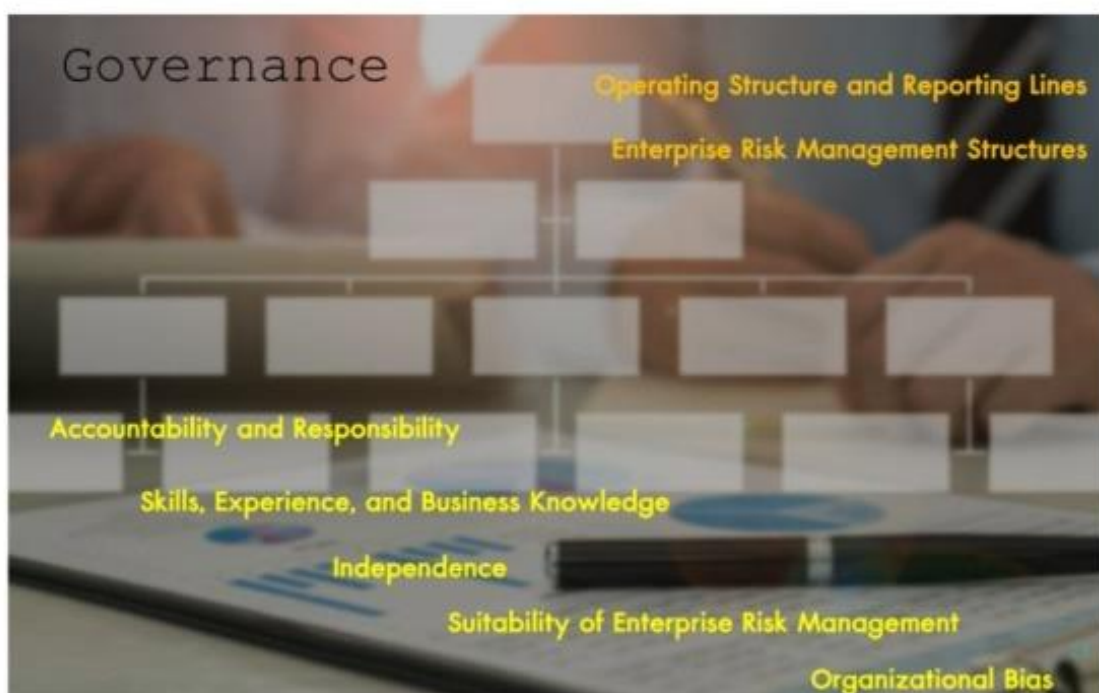 Governance
Operating Structure and Reporting Lines
Enterprise Risk Management Structures
Accountability and Responsibility
Skills, Experience, and Business Knowledge
Independence
Suitability of Enterprise Risk Management
Organizational Bias